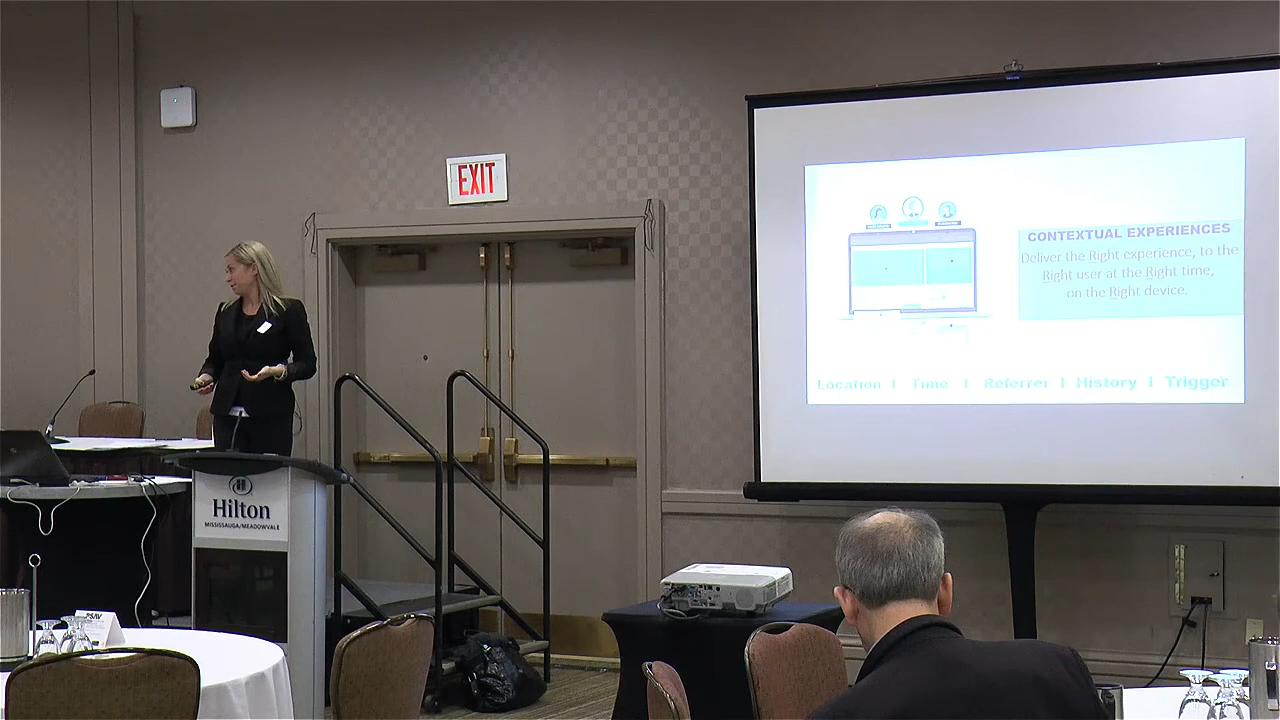 EXIT
CONTEXTUAL EXPERIENCES
Deliver the Right experience, to the
Right user at the Right time,
on the Right device.
Location I Time I Referrer I History I Trigger
Hilton
MISSISSAUGA/MEADOWVALE